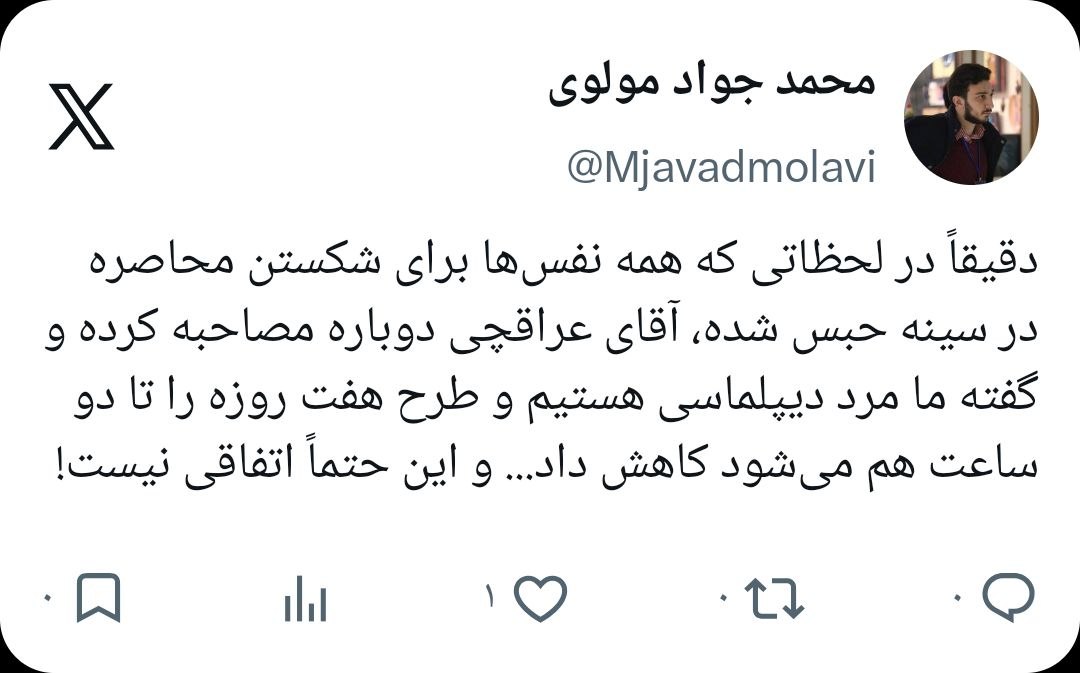 محمد جواد مولوی
@Mjavadmolavi
دقیقاً در لحظاتی که همه نفس‌ها برای شکستن محاصره
در سینه حبس شده، آقای عراقچی دوباره مصاحبه کرده و
گفته ما مرد دیپلماسی هستیم و طرح هفت روزه را تا دو
ساعت هم می‌شود کاهش داد... و این حتماً اتفاقی نیست!
۰ ۰ ۱ ۰